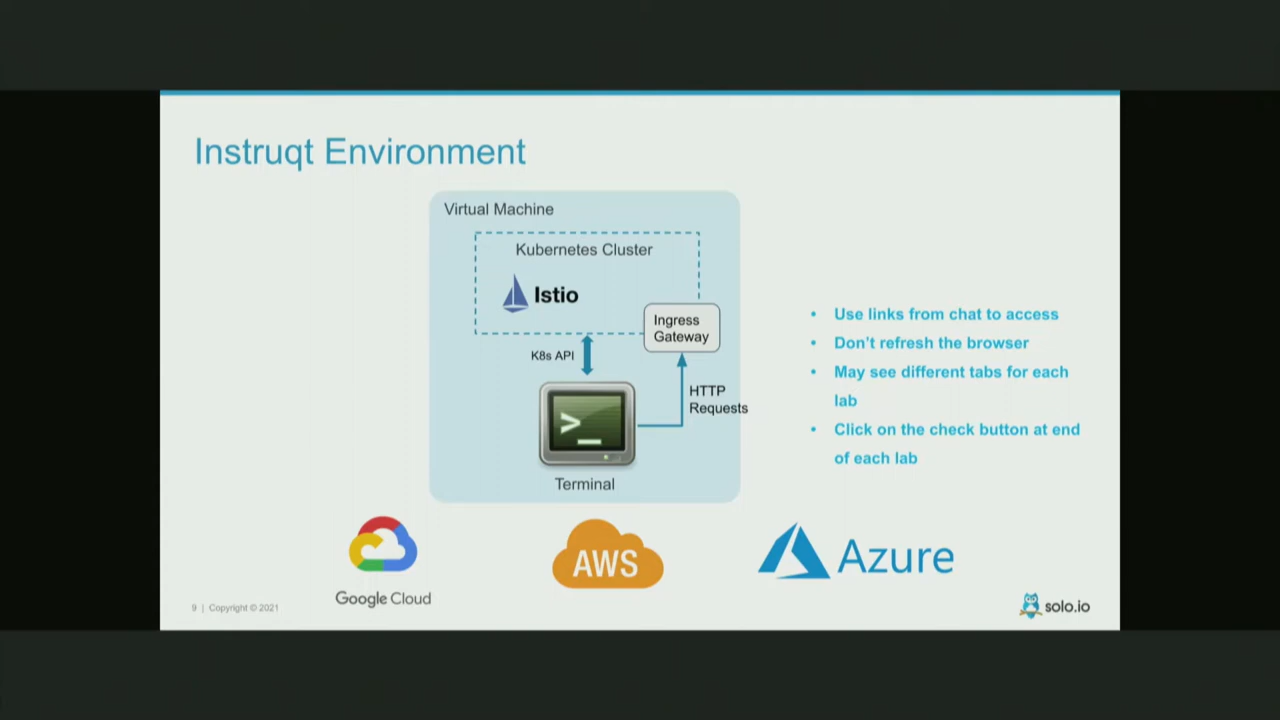 Instruqt Environment
Virtual Machine
Kubernetes Cluster
Istio
Ingress
Gateway
K8s API
HTTP
Requests
>_
Terminal
• Use links from chat to access
• Don't refresh the browser
• May see different tabs for each
lab
• Click on the check button at end
of each lab
Google Cloud
AWS
Azure
9 | Copyright © 2021
solo.io